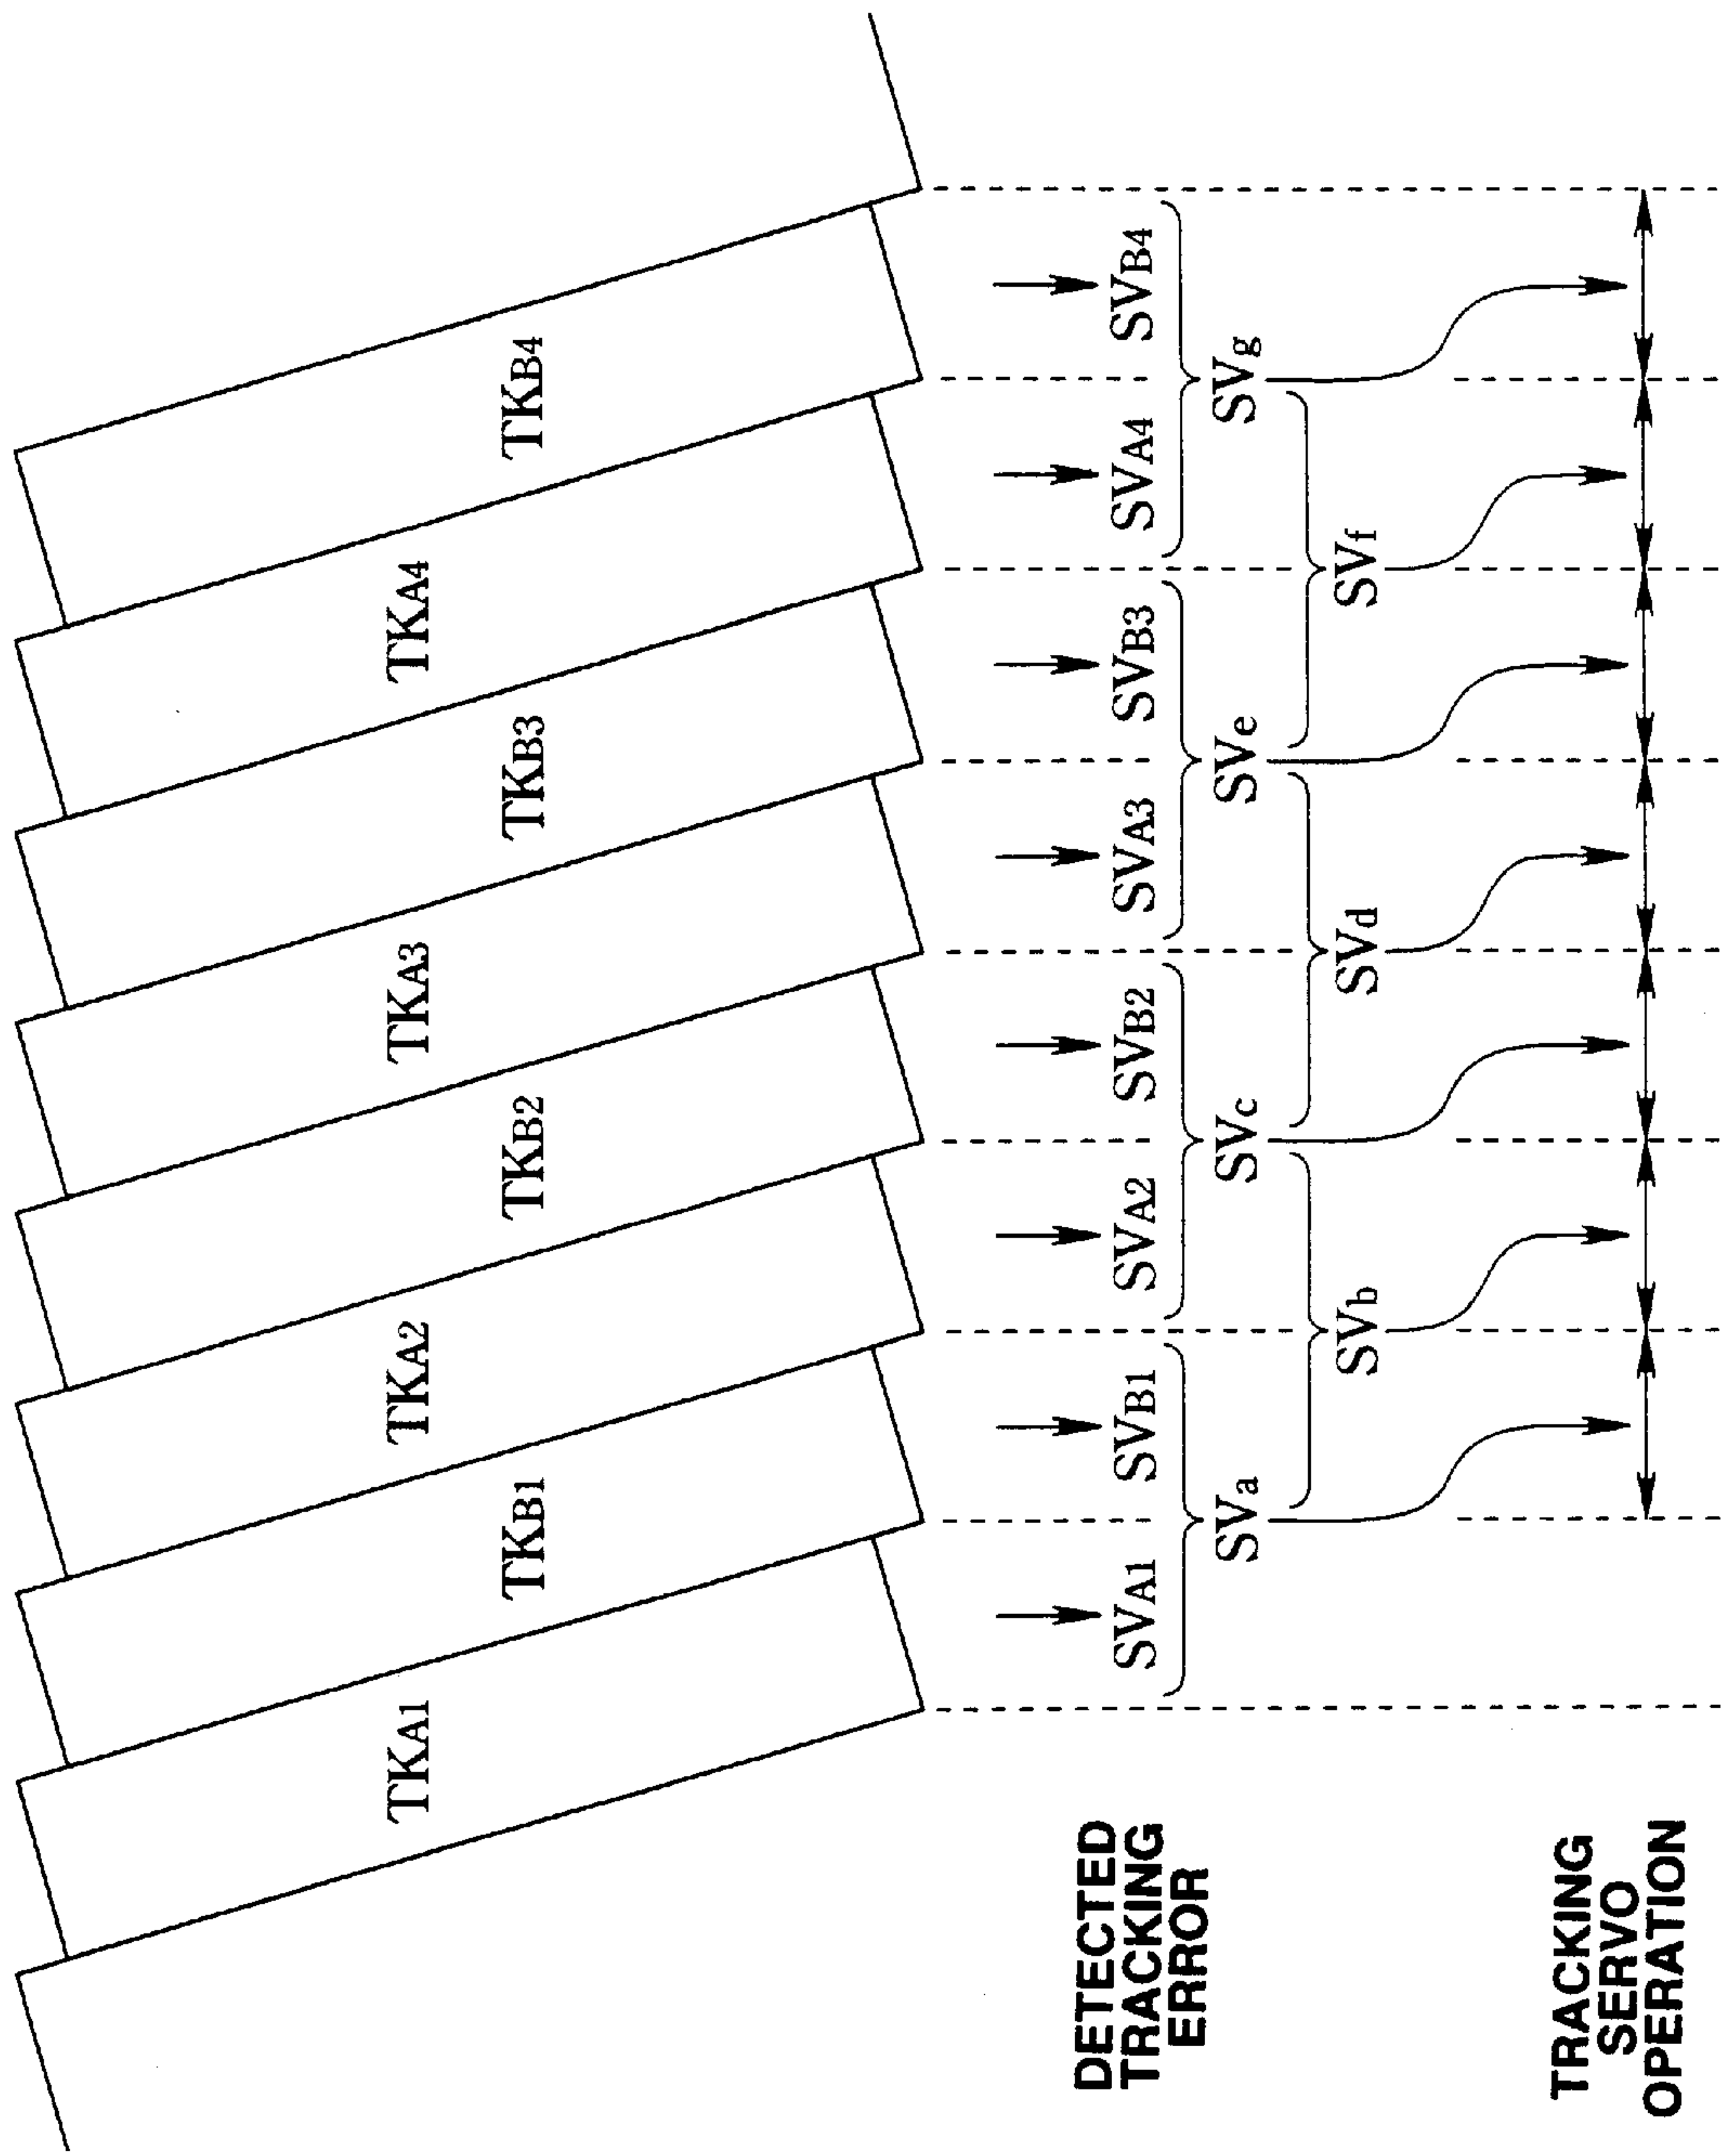 TKA1
TKB1
TKA2
TKB2
TKA3
TKB3
TKA4
TKB4
DETECTED
TRACKING
ERROR
SVA1
SVB1
SVA2
SVB2
SVA3
SVB3
SVA4
SVB4
SVa
SVc
SVe
SVg
SVb
SVd
SVf
TRACKING
SERVO
OPERATION